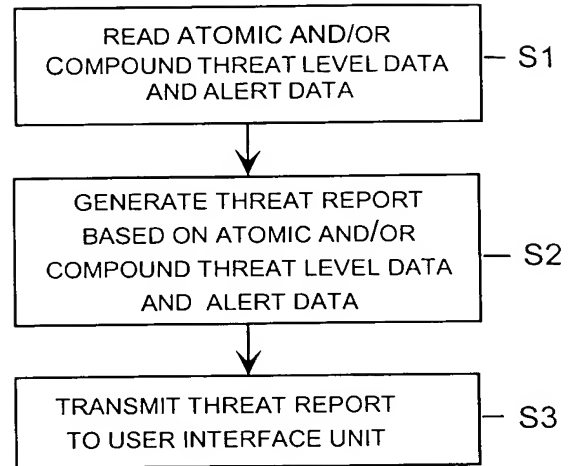 READ ATOMIC AND/OR
COMPOUND THREAT LEVEL DATA
AND ALERT DATA
S1
GENERATE THREAT REPORT
BASED ON ATOMIC AND/OR
COMPOUND THREAT LEVEL DATA
AND ALERT DATA
S2
TRANSMIT THREAT REPORT
TO USER INTERFACE UNIT
S3